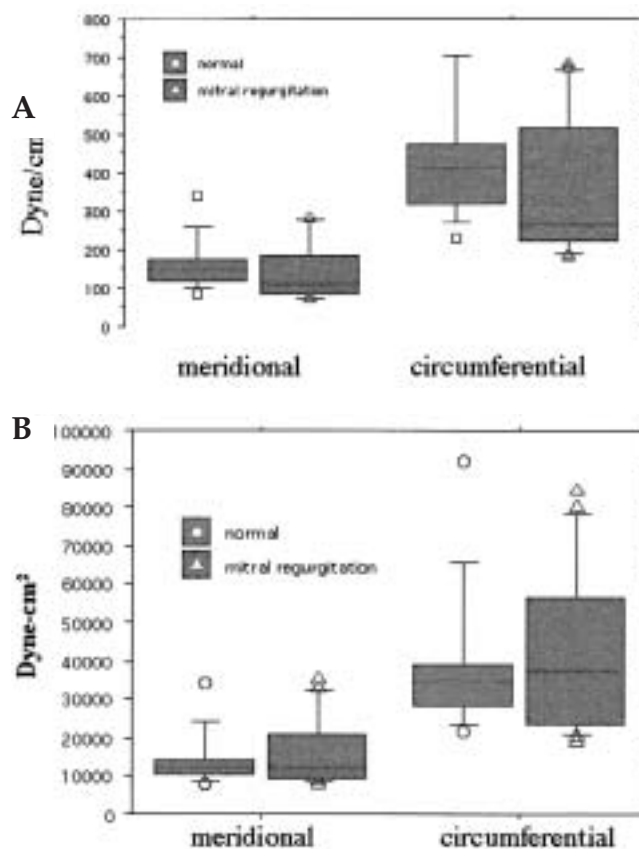 A
Dyne/cm
800
700
600
500
400
300
200
100
0
normal
mitral regurgitation
meridional circumferential
B
Dyne-cm²
100000
90000
80000
70000
60000
50000
40000
30000
20000
10000
0
normal
mitral regurgitation
meridional circumferential